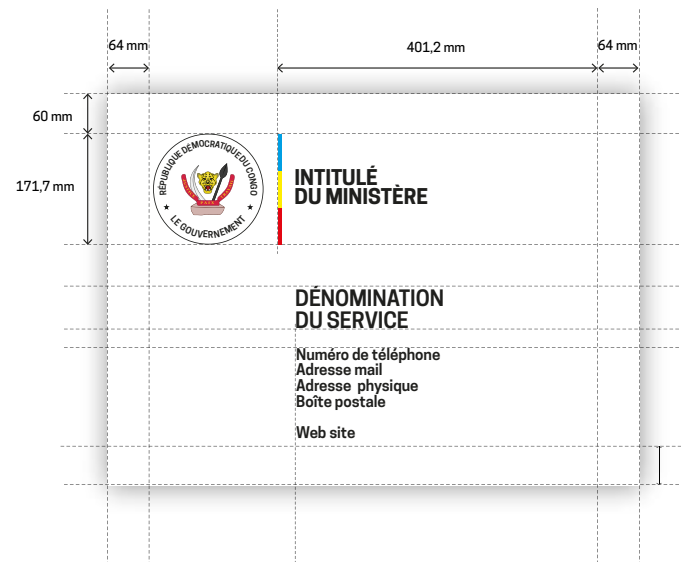 64 mm
401,2 mm
64 mm
60 mm
171,7 mm
RÉPUBLIQUE DÉMOCRATIQUE DU CONGO
LE GOUVERNEMENT
INTITULÉ
DU MINISTÈRE
DÉNOMINATION
DU SERVICE
Numéro de téléphone
Adresse mail
Adresse physique
Boîte postale
Web site